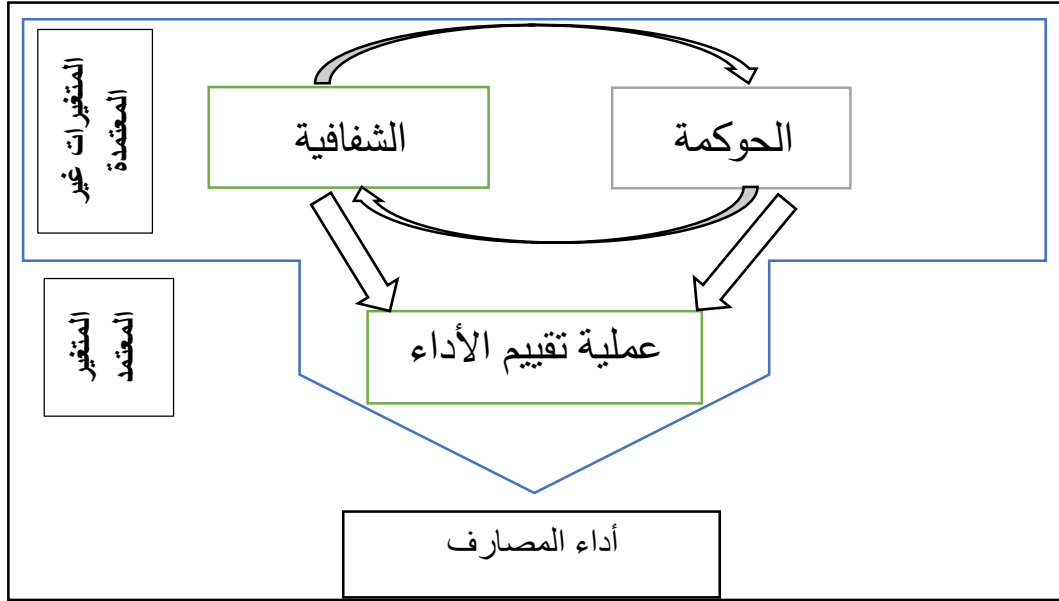 المتغيرات غير
المعتمدة
الحوكمة
الشفافية
المتغير
المعتمد
عملية تقييم الأداء
أداء المصارف